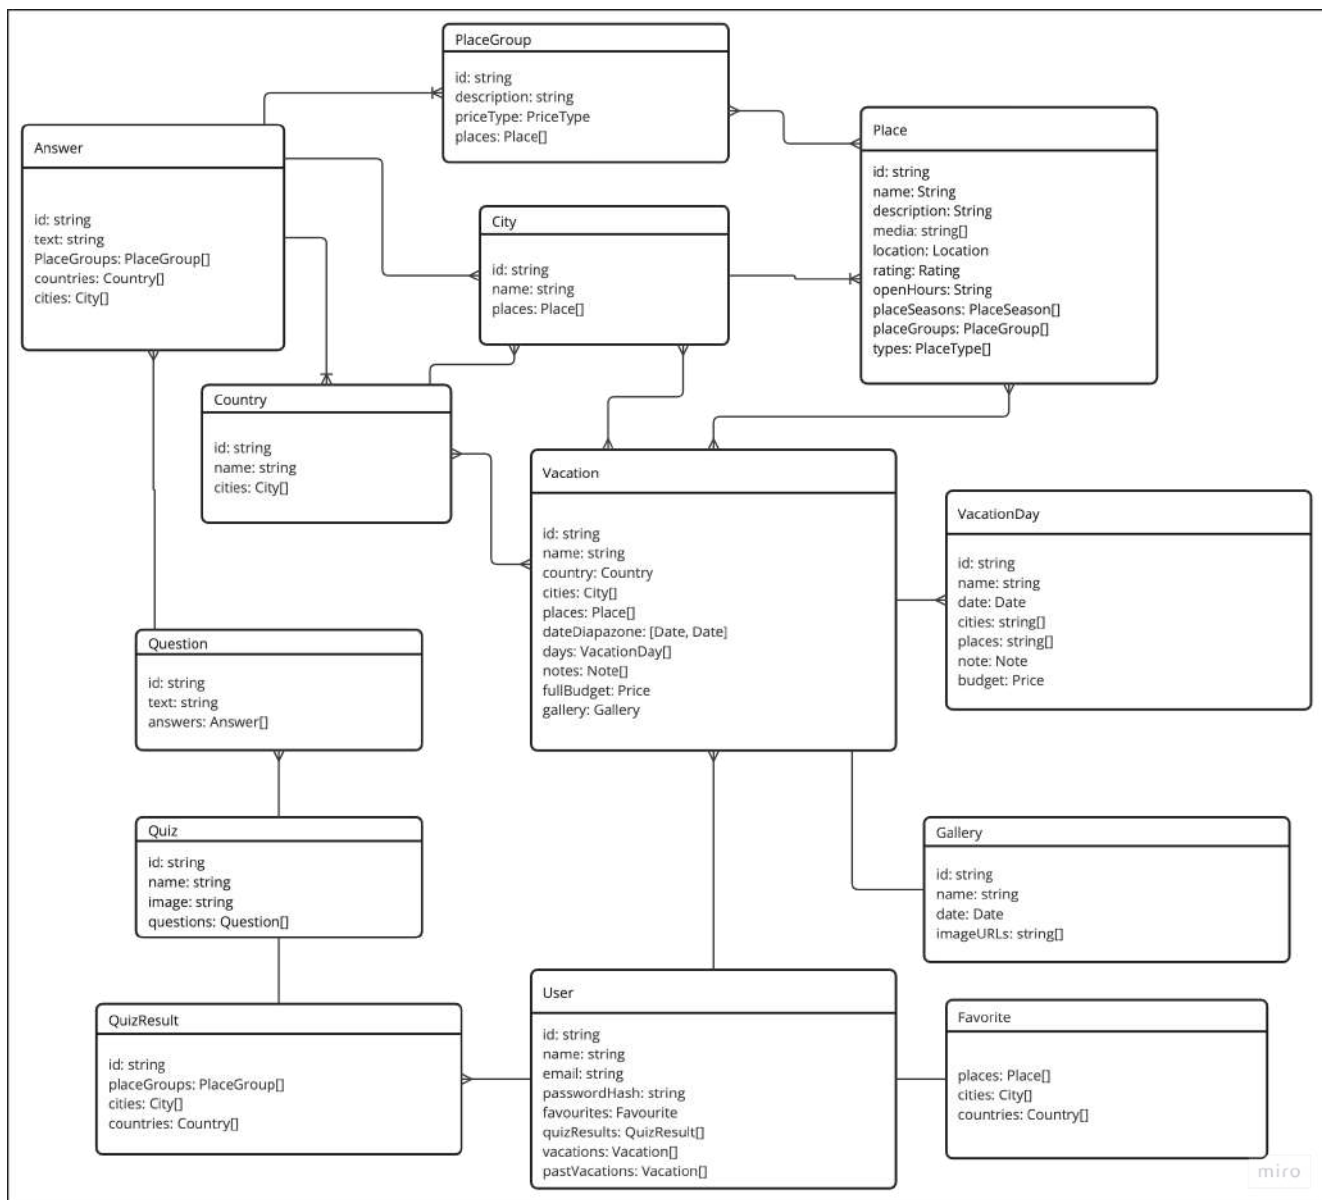 PlaceGroup
id: string
description: string
priceType: PriceType
places: Place[]
Answer
id: string
text: string
PlaceGroups: PlaceGroup[]
countries: Country[]
cities: City[]
Place
id: string
name: String
description: String
media: string[]
location: Location
rating: Rating
openHours: String
placeSeasons: PlaceSeason[]
placeGroups: PlaceGroup[]
types: PlaceType[]
City
id: string
name: string
places: Place[]
Country
id: string
name: string
cities: City[]
Vacation
id: string
name: string
country: Country
cities: City[]
places: Place[]
dateDiapazone: [Date, Date]
days: VacationDay[]
notes: Note[]
fullBudget: Price
gallery: Gallery
VacationDay
id: string
name: string
date: Date
cities: string[]
places: string[]
note: Note
budget: Price
Question
id: string
text: string
answers: Answer[]
Quiz
id: string
name: string
image: string
questions: Question[]
Gallery
id: string
name: string
date: Date
imageURLs: string[]
QuizResult
id: string
placeGroups: PlaceGroup[]
cities: City[]
countries: Country[]
User
id: string
name: string
email: string
passwordHash: string
favourites: Favourite
quizResults: QuizResult[]
vacations: Vacation[]
pastVacations: Vacation[]
Favorite
places: Place[]
cities: City[]
countries: Country[]
miro